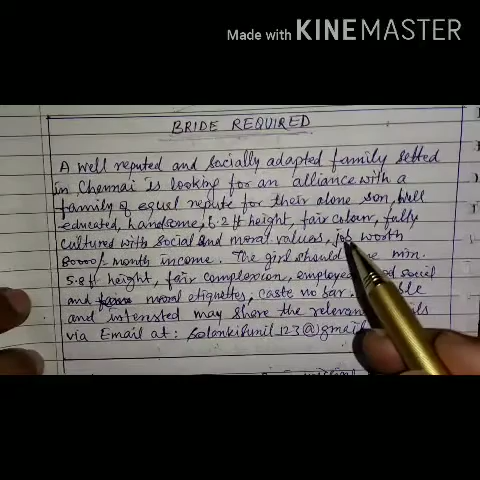 Made with KINEMASTER
BRIDE REQUIRED
A well reputed and socially adapted family settled
in Chennai is looking for an alliance with a
family of equal repute for their alone son, Well
educated, handsome, 6.2 ft height, fair colour, fully
cultured with social and moral values, job worth
80000/- month income. The girl should min.
5.8 ft height, fair complexion, employed social
and moral etiquettes, caste no bar.
and interested may share the relevant
via Email at: Solankisunil123@gmail